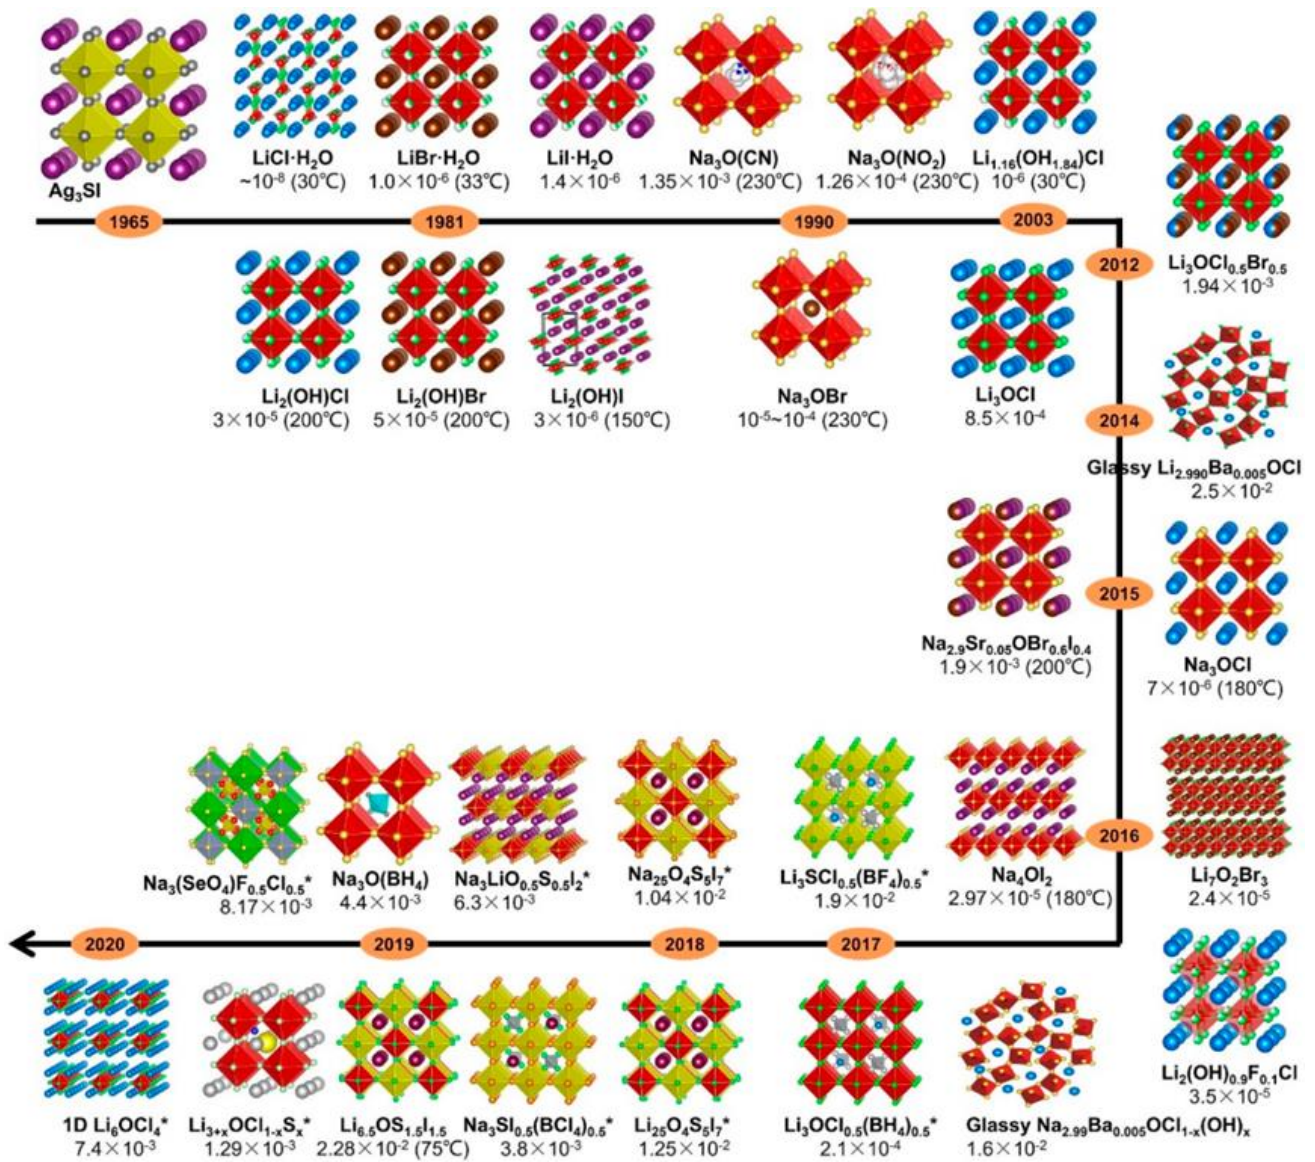 Ag₃SI
LiCl·H₂O
~10⁻⁸ (30℃)
LiBr·H₂O
1.0×10⁻⁶ (33℃)
LiI·H₂O
1.4×10⁻⁶
Na₃O(CN)
1.35×10⁻³ (230℃)
Na₃O(NO₂)
1.26×10⁻⁴ (230℃)
Li₁.₁₆(OH₁.₈₄)Cl
10⁻⁶ (30℃)
1965
1981
1990
2003
2012
Li₃OCl₀.₅Br₀.₅
1.94×10⁻³
Li₂(OH)Cl
3×10⁻⁵ (200℃)
Li₂(OH)Br
5×10⁻⁵ (200℃)
Li₂(OH)I
3×10⁻⁶ (150℃)
Na₃OBr
10⁻⁵~10⁻⁴ (230℃)
Li₃OCl
8.5×10⁻⁴
2014
Glassy Li₂.₉₉₀Ba₀.₀₀₅OCl
2.5×10⁻²
2015
Na₂.₉Sr₀.₀₅OBr₀.₆I₀.₄
1.9×10⁻³ (200℃)
Na₃OCl
7×10⁻⁶ (180℃)
2016
Na₃(SeO₄)F₀.₅Cl₀.₅*
8.17×10⁻³
Na₃O(BH₄)
4.4×10⁻³
Na₃LiO₀.₅S₀.₅I₂*
6.3×10⁻³
Na₂₅O₄S₅I₇*
1.04×10⁻²
Li₃SCl₀.₅(BF₄)₀.₅*
1.9×10⁻²
Na₄OI₂
2.97×10⁻⁵ (180℃)
Li₇O₂Br₃
2.4×10⁻⁵
2020
2019
2018
2017
1D Li₆OCl₄*
7.4×10⁻³
Li₃₊ₓOCl₁₋ₓSₓ*
1.29×10⁻³
Li₆.₅OS₁.₅I₁.₅
2.28×10⁻² (75℃)
Na₃SI₀.₅(BCl₄)₀.₅*
3.8×10⁻³
Li₂₅O₄S₅I₇*
1.25×10⁻²
Li₃OCl₀.₅(BH₄)₀.₅*
2.1×10⁻⁴
Glassy Na₂.₉₉Ba₀.₀₀₅OCl₁₋ₓ(OH)ₓ
1.6×10⁻²
Li₂(OH)₀.₉F₀.₁Cl
3.5×10⁻⁵